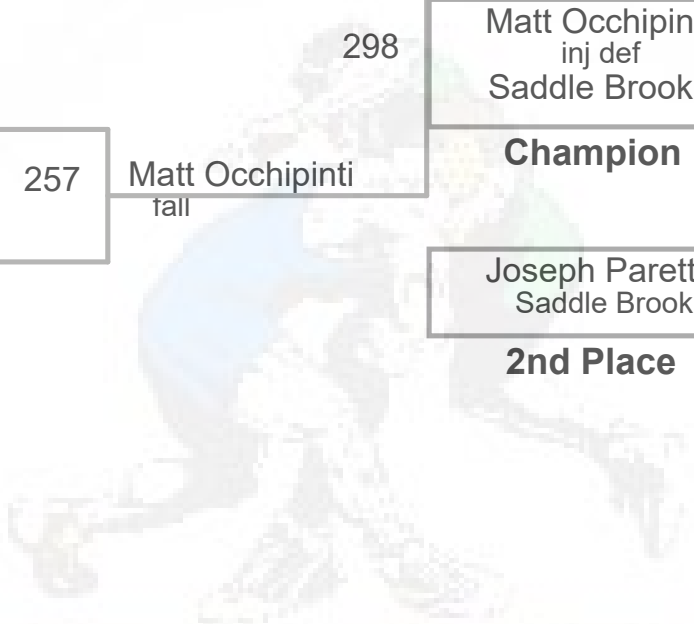 298
Matt Occhipin
inj def
Saddle Brook
Champion
257
Matt Occhipinti
fall
Joseph Parett
Saddle Brook
2nd Place